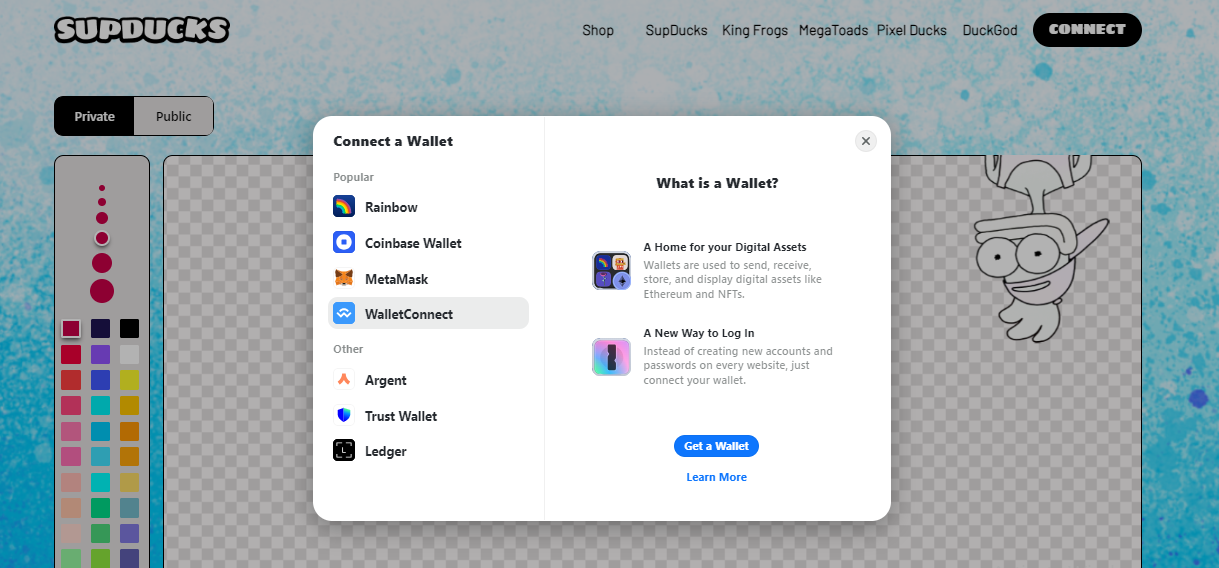 SUPDUCKS
Shop SupDucks King Frogs MegaToads Pixel Ducks DuckGod CONNECT
Private Public
Connect a Wallet
Popular
Rainbow
Coinbase Wallet
MetaMask
WalletConnect
Other
Argent
Trust Wallet
Ledger
What is a Wallet?
A Home for your Digital Assets
Wallets are used to send, receive,
store, and display digital assets like
Ethereum and NFTs.
A New Way to Log In
Instead of creating new accounts and
passwords on every website, just
connect your wallet.
Get a Wallet
Learn More